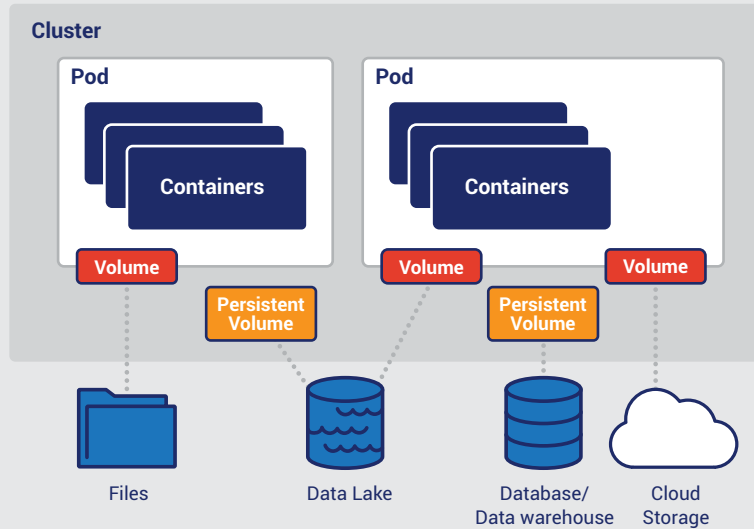 Cluster
Pod
Pod
Containers
Containers
Volume
Volume
Volume
Persistent
Volume
Persistent
Volume
Files
Data Lake
Database/
Data warehouse
Cloud
Storage